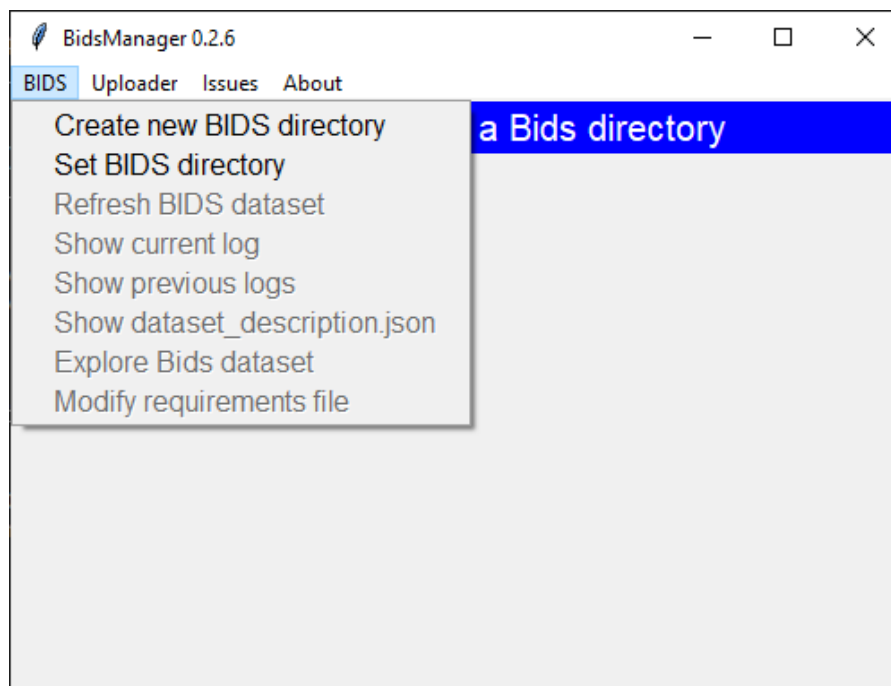 BidsManager 0.2.6
BIDS Uploader Issues About
a Bids directory
Create new BIDS directory
Set BIDS directory
Refresh BIDS dataset
Show current log
Show previous logs
Show dataset_description.json
Explore Bids dataset
Modify requirements file